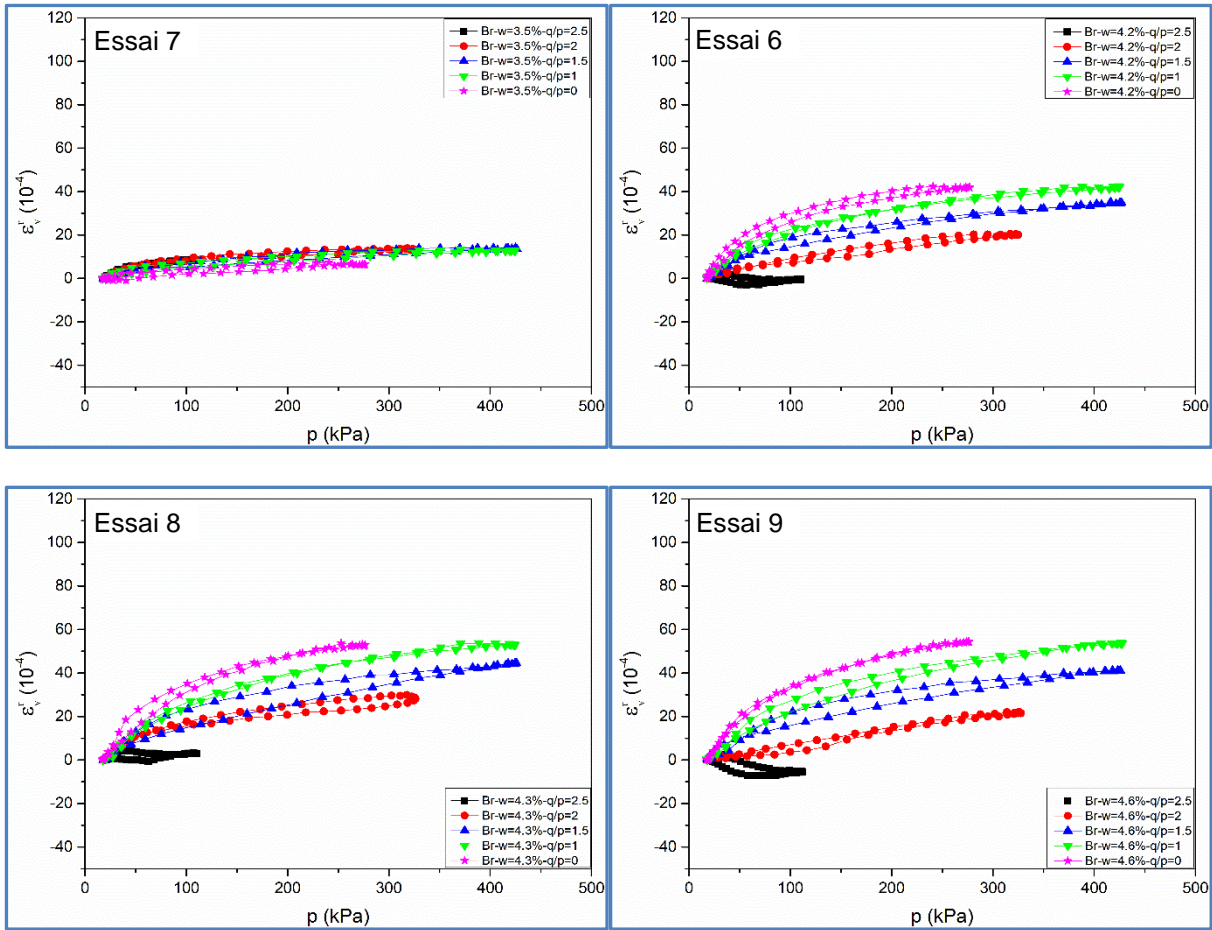 Essai 7
Br-w=3.5%-q/p=2.5
Br-w=3.5%-q/p=2
Br-w=3.5%-q/p=1.5
Br-w=3.5%-q/p=1
Br-w=3.5%-q/p=0
120
100
80
60
40
20
0
-20
-40
ε_v^r (10^-4)
0 100 200 300 400 500
p (kPa)
Essai 6
Br-w=4.2%-q/p=2.5
Br-w=4.2%-q/p=2
Br-w=4.2%-q/p=1.5
Br-w=4.2%-q/p=1
Br-w=4.2%-q/p=0
120
100
80
60
40
20
0
-20
-40
ε_v^r (10^-4)
0 100 200 300 400 500
p (kPa)
Essai 8
120
100
80
60
40
20
0
-20
-40
ε_v^r (10^-4)
Br-w=4.3%-q/p=2.5
Br-w=4.3%-q/p=2
Br-w=4.3%-q/p=1.5
Br-w=4.3%-q/p=1
Br-w=4.3%-q/p=0
0 100 200 300 400 500
p (kPa)
Essai 9
120
100
80
60
40
20
0
-20
-40
ε_v^r (10^-4)
Br-w=4.6%-q/p=2.5
Br-w=4.6%-q/p=2
Br-w=4.6%-q/p=1.5
Br-w=4.6%-q/p=1
Br-w=4.6%-q/p=0
0 100 200 300 400 500
p (kPa)